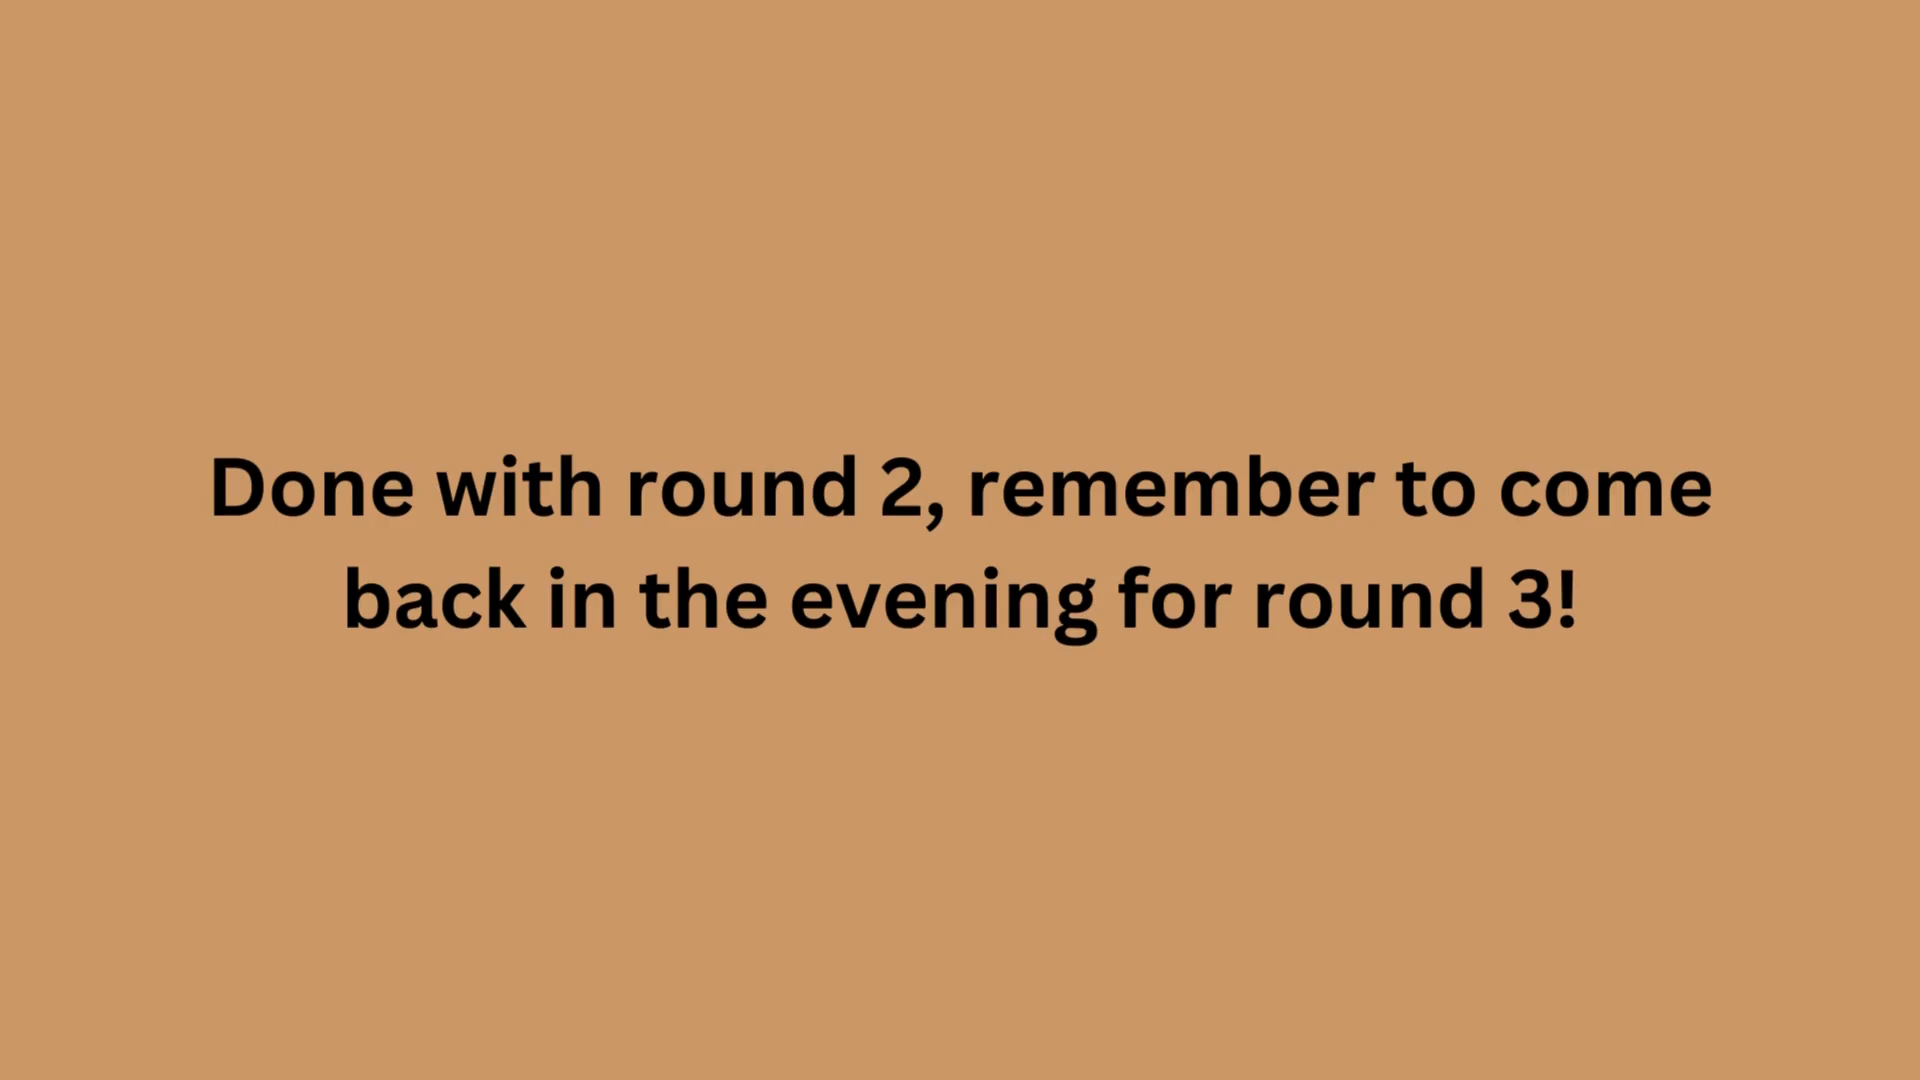 Done with round 2, remember to come
back in the evening for round 3!